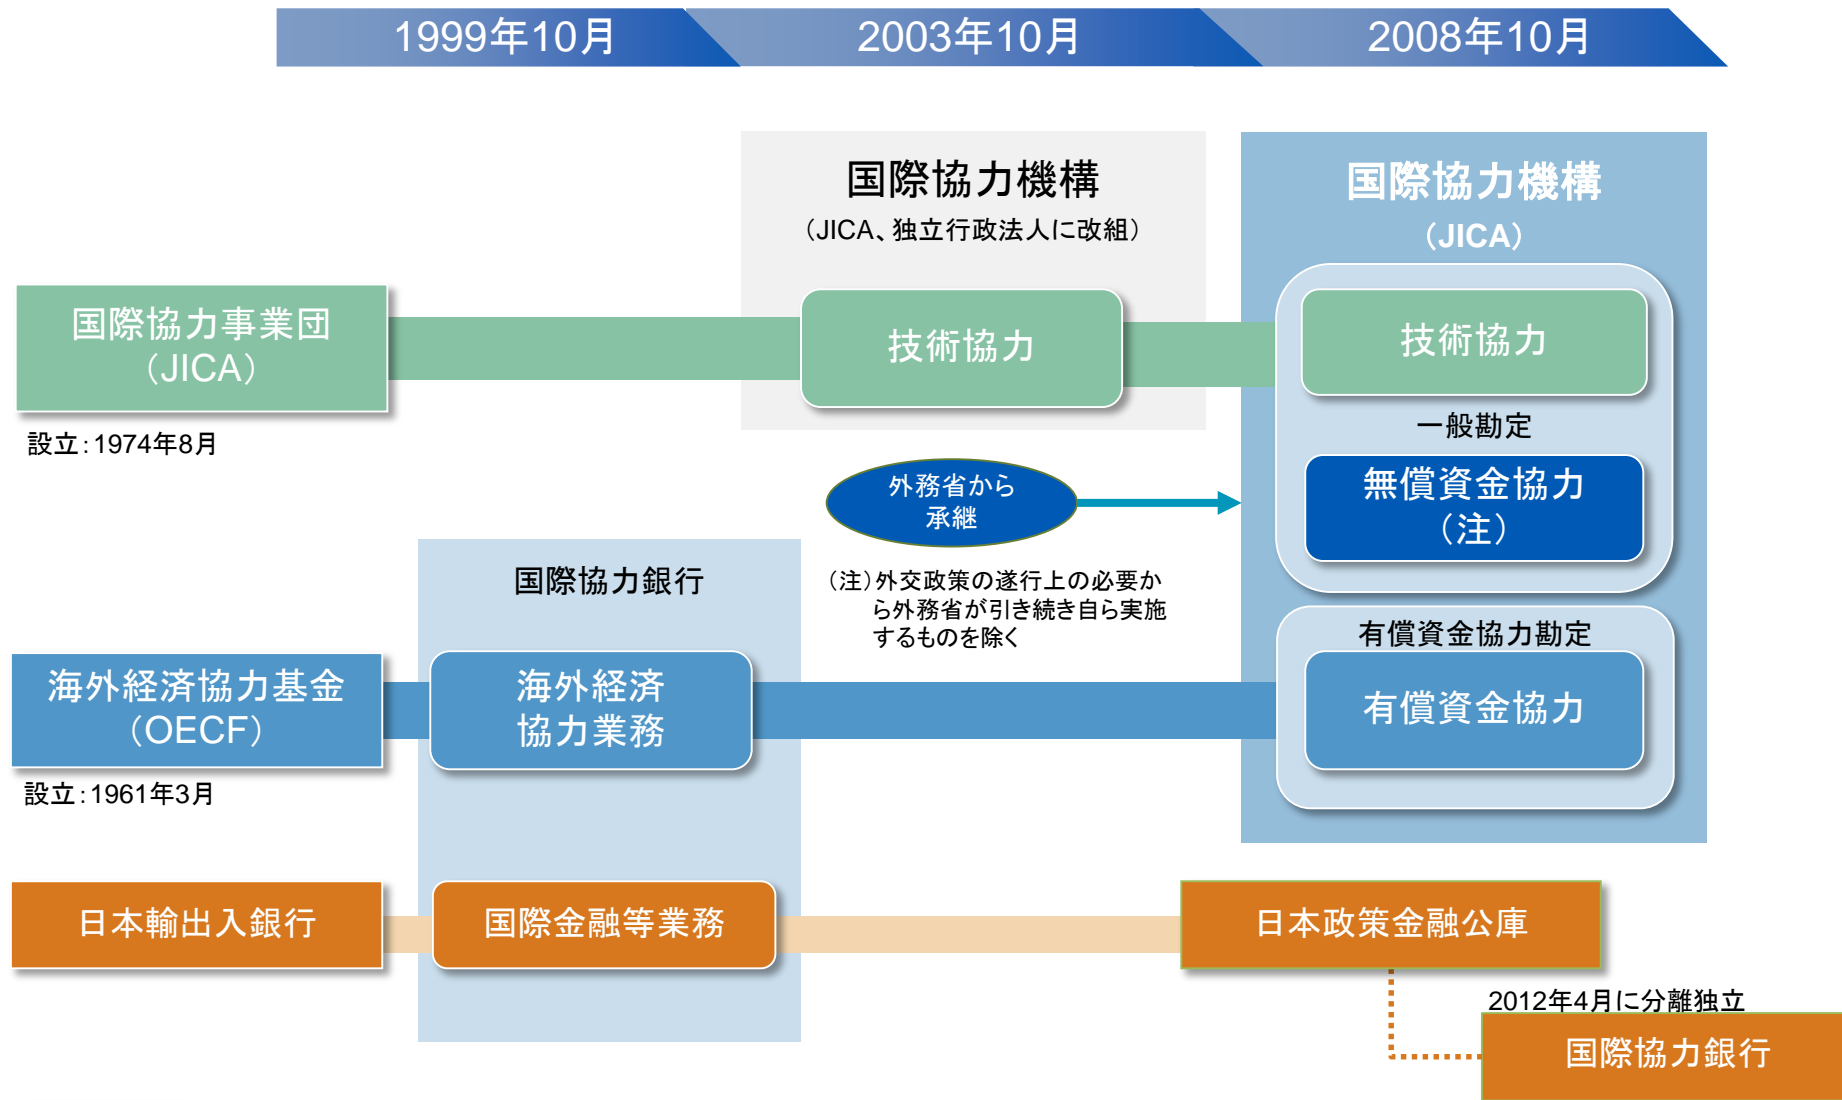 1999年10月
2003年10月
2008年10月
国際協力機構
（JICA、独立行政法人に改組）
国際協力機構
（JICA）
国際協力事業団
（JICA）
設立：1974年8月
技術協力
技術協力
一般勘定
外務省から
承継
無償資金協力
（注）
（注）外交政策の遂行上の必要か
ら外務省が引き続き自ら実施
するものを除く
国際協力銀行
有償資金協力勘定
海外経済協力基金
（OECF）
設立：1961年3月
海外経済
協力業務
有償資金協力
日本輸出入銀行
国際金融等業務
日本政策金融公庫
2012年4月に分離独立
国際協力銀行